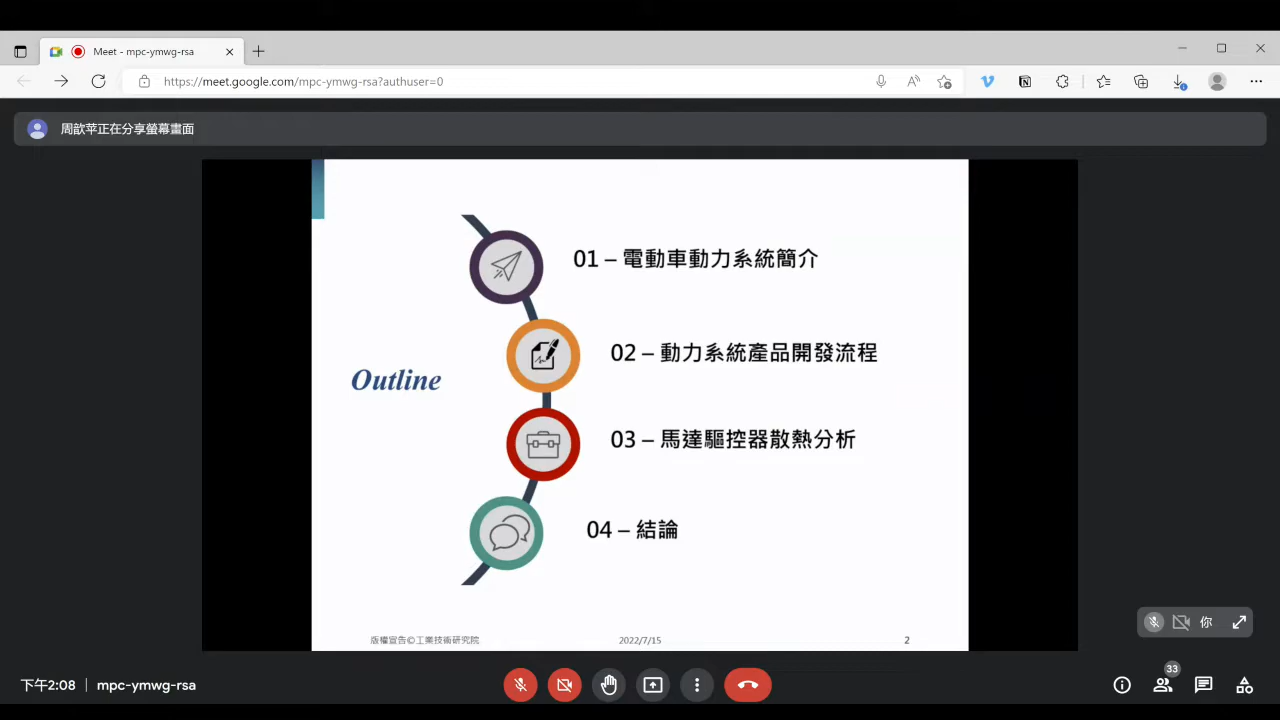 Meet - mpc-ymwg-rsa
https://meet.google.com/mpc-ymwg-rsa?authuser=0
周歆苹正在分享螢幕畫面
01 – 電動車動力系統簡介
02 – 動力系統產品開發流程
Outline
03 – 馬達驅控器散熱分析
04 – 結論
版權宣告©工業技術研究院
2022/7/15
2
你
33
下午2:08
mpc-ymwg-rsa